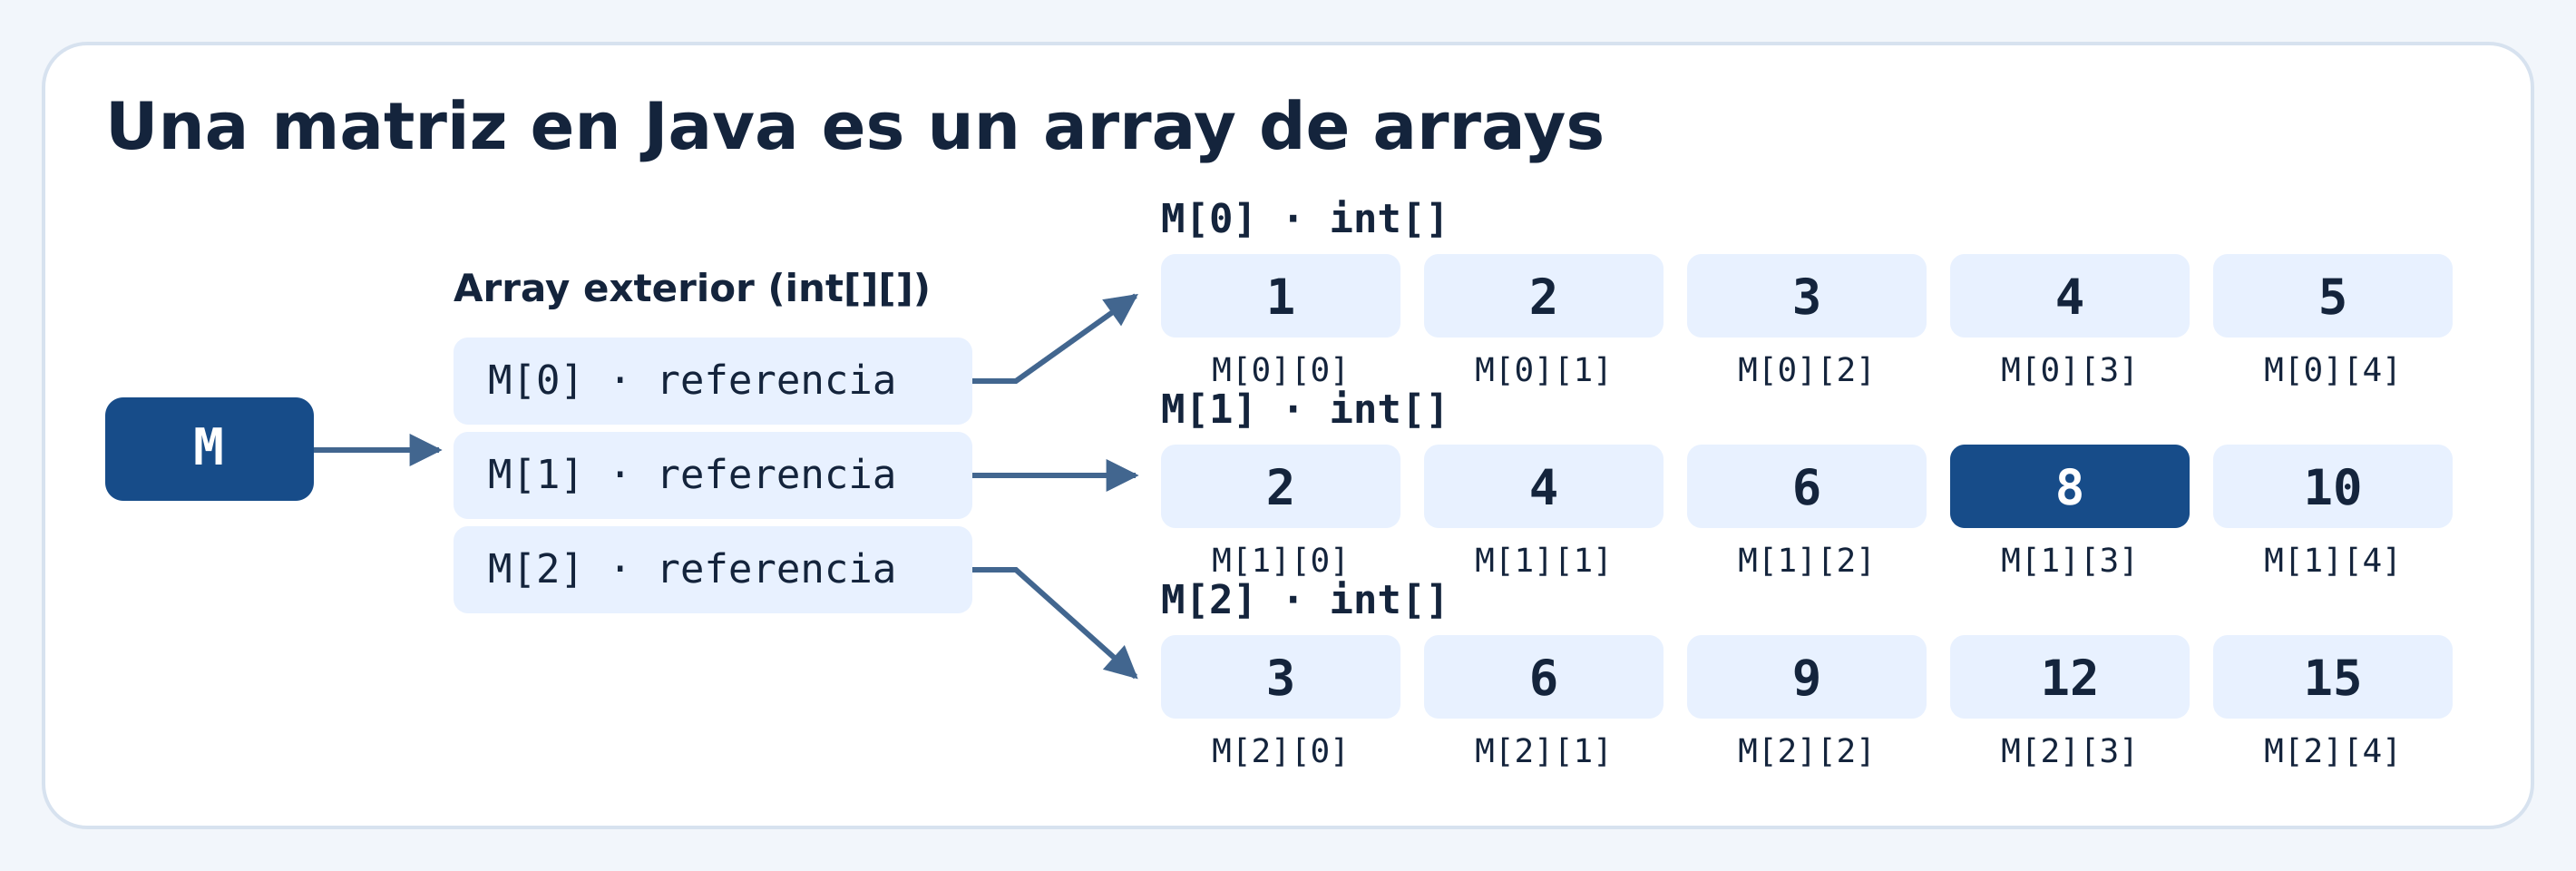 Una matriz en Java es un array de arrays
Array exterior (int[][])
M
M[0] · referencia
M[1] · referencia
M[2] · referencia
M[0] · int[]
1 2 3 4 5
M[0][0] M[0][1] M[0][2] M[0][3] M[0][4]
M[1] · int[]
2 4 6 8 10
M[1][0] M[1][1] M[1][2] M[1][3] M[1][4]
M[2] · int[]
3 6 9 12 15
M[2][0] M[2][1] M[2][2] M[2][3] M[2][4]